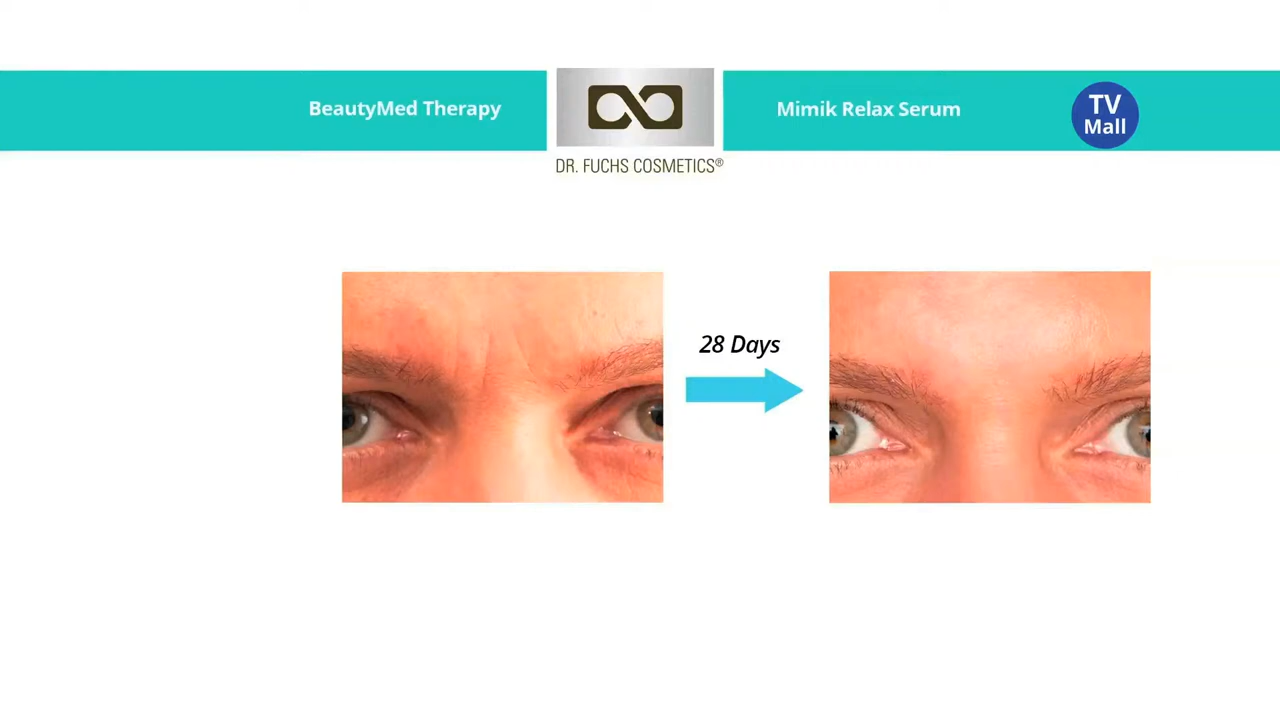 BeautyMed Therapy
DR. FUCHS COSMETICS®
Mimik Relax Serum
TV
Mall
28 Days